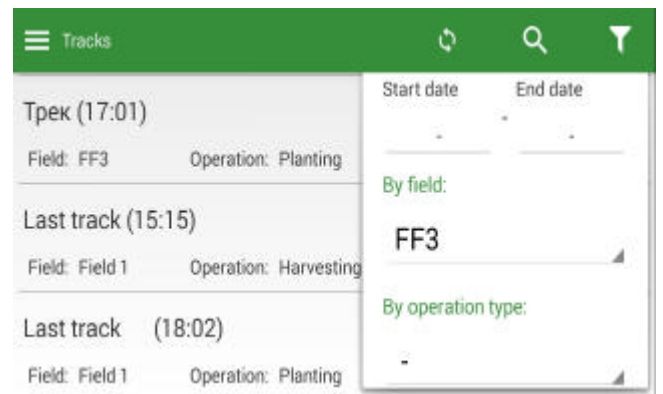 Tracks
Трек (17:01)
Field: FF3 Operation: Planting
Last track (15:15)
Field: Field 1 Operation: Harvesting
Last track (18:02)
Field: Field 1 Operation: Planting
Start date End date
- - -
By field:
FF3
By operation type:
-